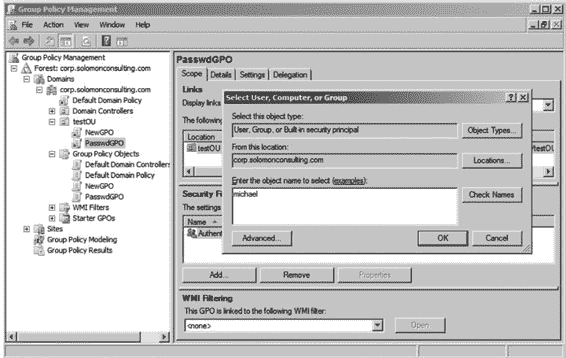 Group Policy Management
File Action View Window Help
Group Policy Management
Forest: corp.solomonconsulting.com
Domains
corp.solomonconsulting.com
Default Domain Policy
Domain Controllers
testOU
NewGPO
PasswdGPO
Group Policy Objects
Default Domain Controllers
Default Domain Policy
NewGPO
PasswdGPO
WMI Filters
Starter GPOs
Sites
Group Policy Modeling
Group Policy Results
PasswdGPO
Scope Details Settings Delegation
Links
Display links
The following
Location
testOU
Security Fi
The settings
Name
Authent
Add... Remove Properties
WMI Filtering
This GPO is linked to the following WMI filter:
<none> Open
Select User, Computer, or Group
Select this object type:
User, Group, or Built-in security principal Object Types...
From this location:
corp.solomonconsulting.com Locations...
Enter the object name to select (examples):
michael Check Names
Advanced... OK Cancel